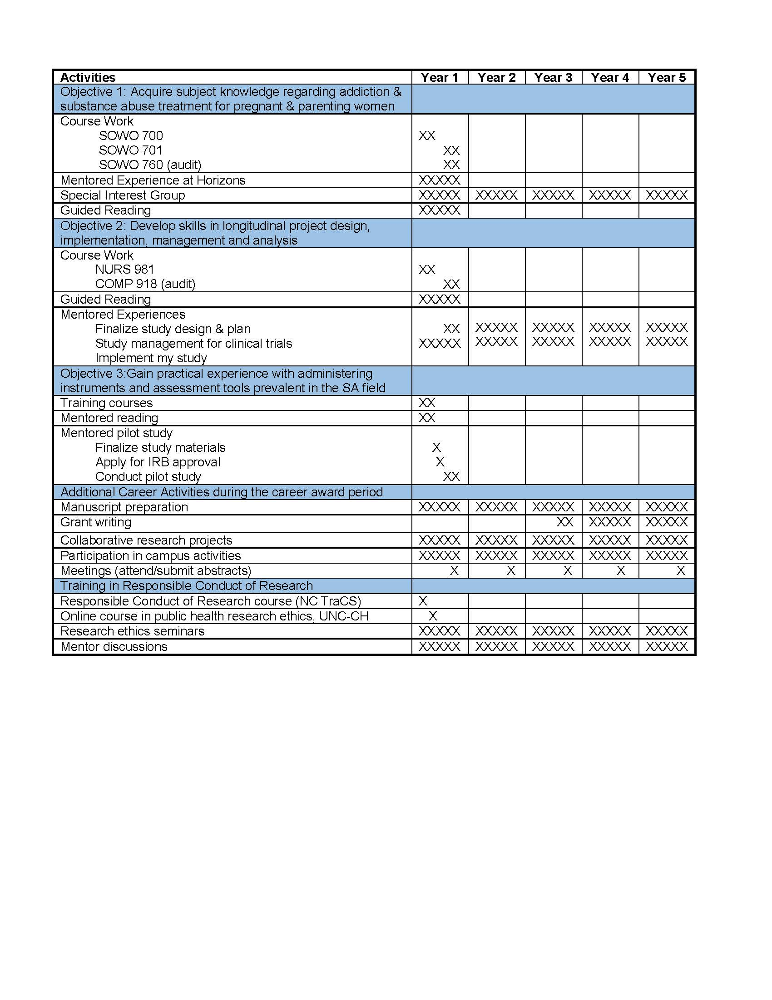 Activities Year 1 Year 2 Year 3 Year 4 Year 5
Objective 1: Acquire subject knowledge regarding addiction &
substance abuse treatment for pregnant & parenting women
Course Work
SOWO 700 XX
SOWO 701 XX
SOWO 760 (audit) XX
Mentored Experience at Horizons XXXXX
Special Interest Group XXXXX XXXXX XXXXX XXXXX XXXXX
Guided Reading XXXXX
Objective 2: Develop skills in longitudinal project design,
implementation, management and analysis
Course Work
NURS 981 XX
COMP 918 (audit) XX
Guided Reading XXXXX
Mentored Experiences
Finalize study design & plan XX XXXXX XXXXX XXXXX XXXXX
Study management for clinical trials XXXXX XXXXX XXXXX XXXXX XXXXX
Implement my study
Objective 3:Gain practical experience with administering
instruments and assessment tools prevalent in the SA field
Training courses XX
Mentored reading XX
Mentored pilot study
Finalize study materials X
Apply for IRB approval X
Conduct pilot study XX
Additional Career Activities during the career award period
Manuscript preparation XXXXX XXXXX XXXXX XXXXX XXXXX
Grant writing XX XXXXX XXXXX
Collaborative research projects XXXXX XXXXX XXXXX XXXXX XXXXX
Participation in campus activities XXXXX XXXXX XXXXX XXXXX XXXXX
Meetings (attend/submit abstracts) X X X X X
Training in Responsible Conduct of Research
Responsible Conduct of Research course (NC TraCS) X
Online course in public health research ethics, UNC-CH X
Research ethics seminars XXXXX XXXXX XXXXX XXXXX XXXXX
Mentor discussions XXXXX XXXXX XXXXX XXXXX XXXXX